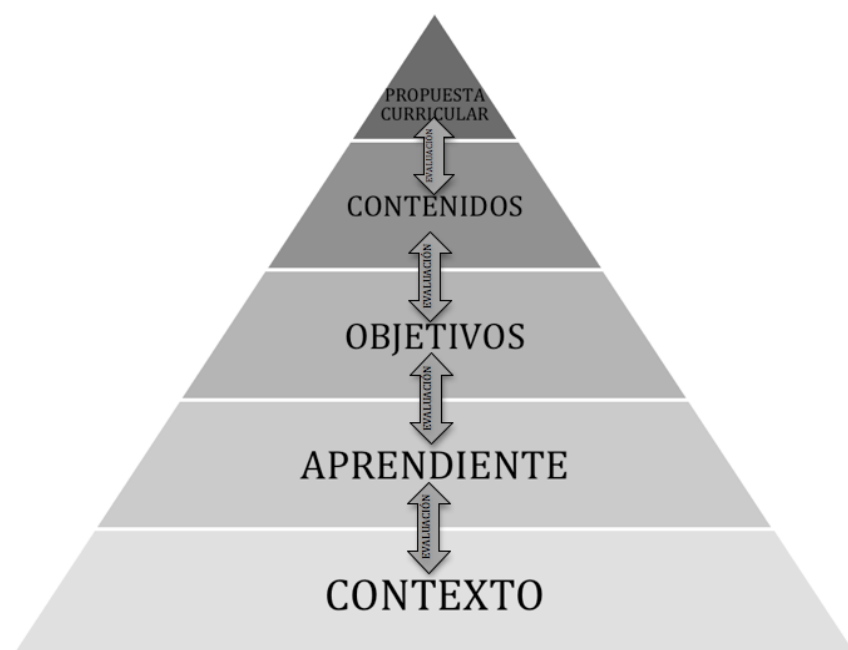 PROPUESTA
CURRICULAR
EVALUACIÓN
CONTENIDOS
EVALUACIÓN
OBJETIVOS
EVALUACIÓN
APRENDIENTE
EVALUACIÓN
CONTEXTO